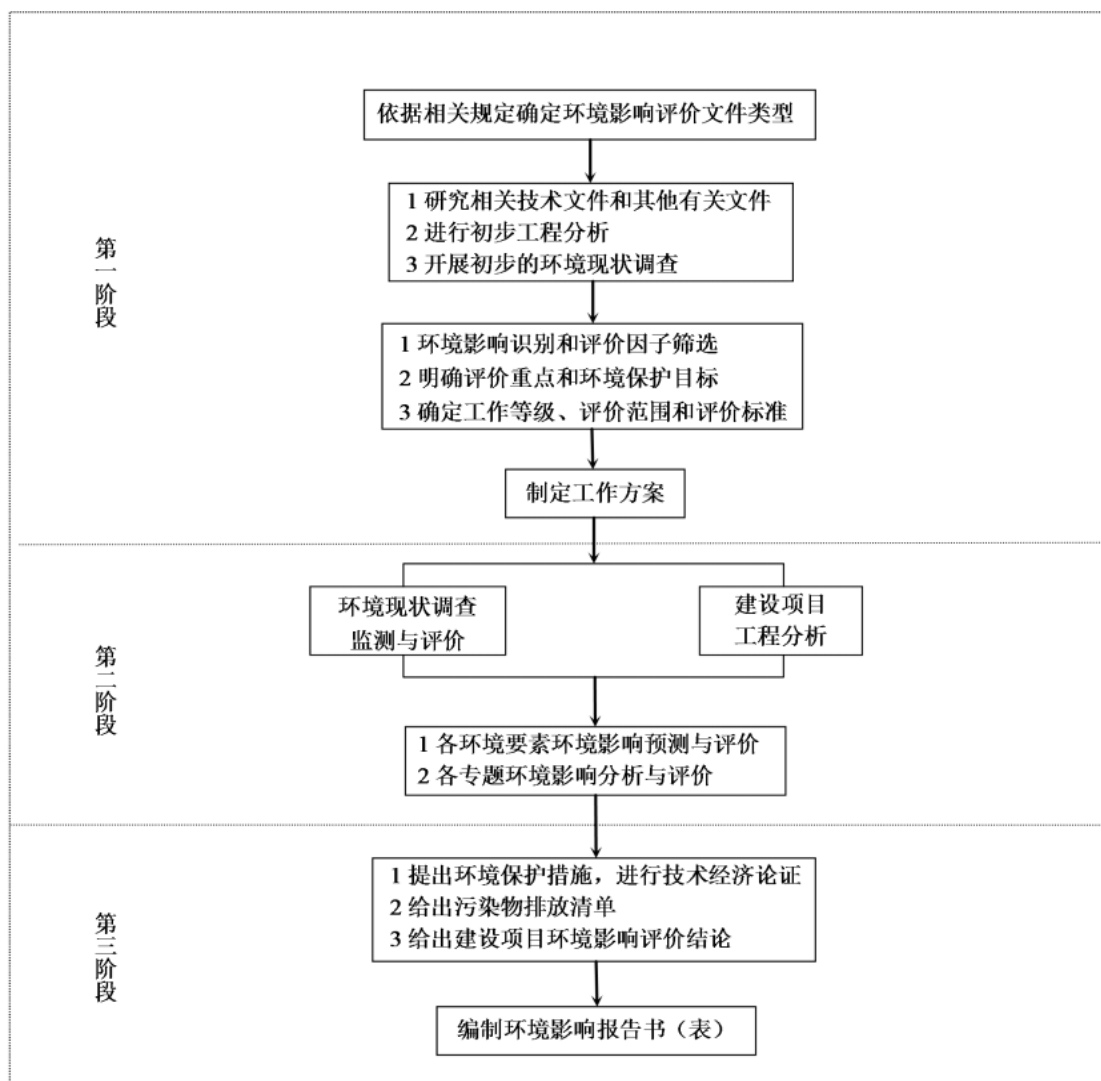 依据相关规定确定环境影响评价文件类型
1 研究相关技术文件和其他有关文件
2 进行初步工程分析
3 开展初步的环境现状调查
第一阶段
1 环境影响识别和评价因子筛选
2 明确评价重点和环境保护目标
3 确定工作等级、评价范围和评价标准
制定工作方案
环境现状调查
监测与评价
建设项目
工程分析
第二阶段
1 各环境要素环境影响预测与评价
2 各专题环境影响分析与评价
1 提出环境保护措施，进行技术经济论证
2 给出污染物排放清单
3 给出建设项目环境影响评价结论
第三阶段
编制环境影响报告书（表）